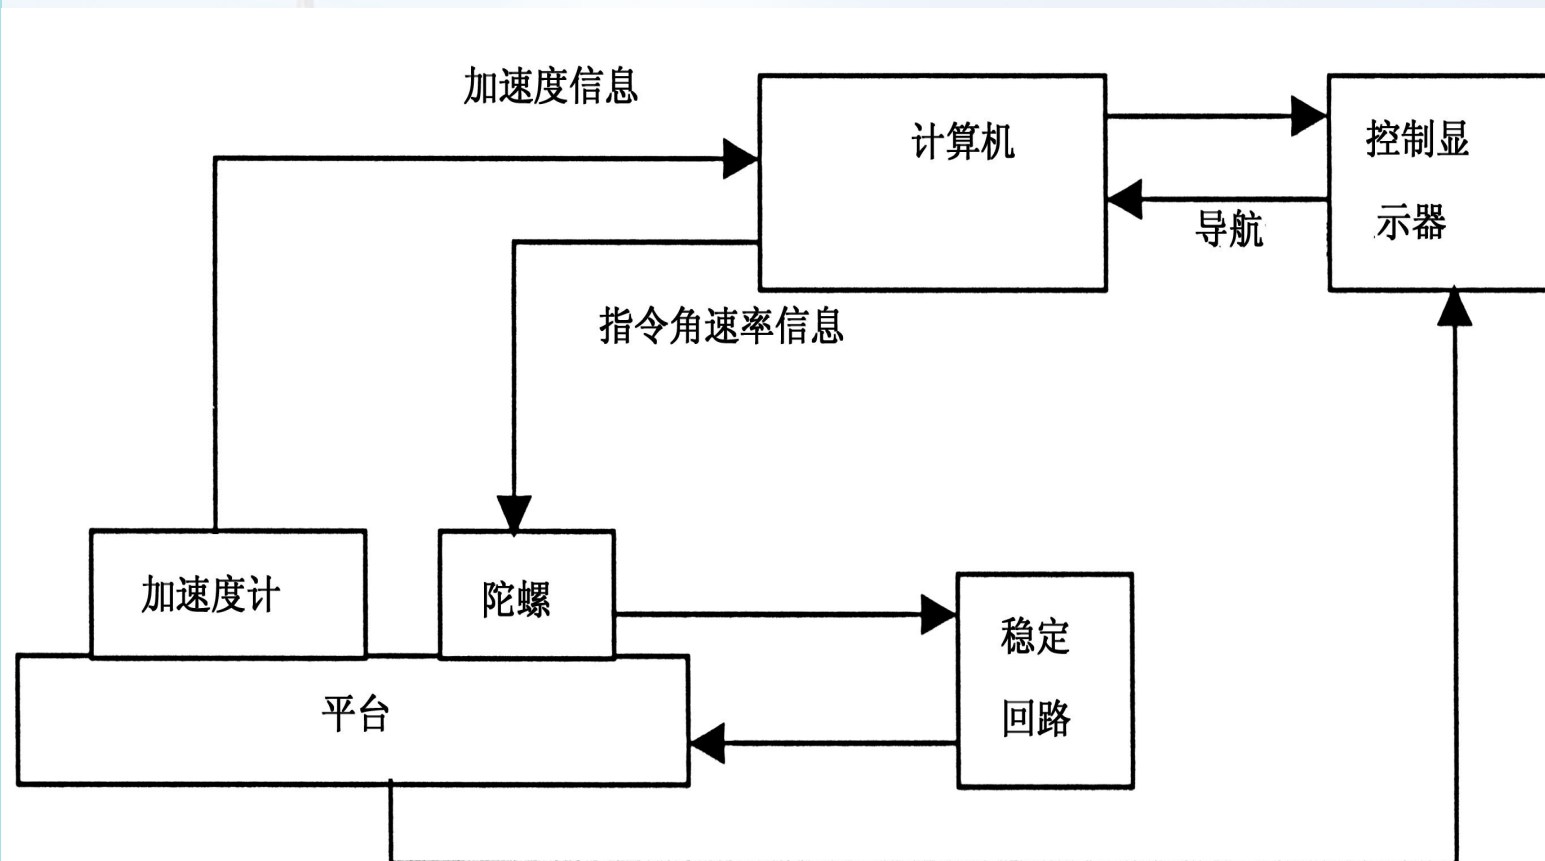 加速度信息
计算机
控制显
示器
导航
指令角速率信息
加速度计
陀螺
稳定
回路
平台